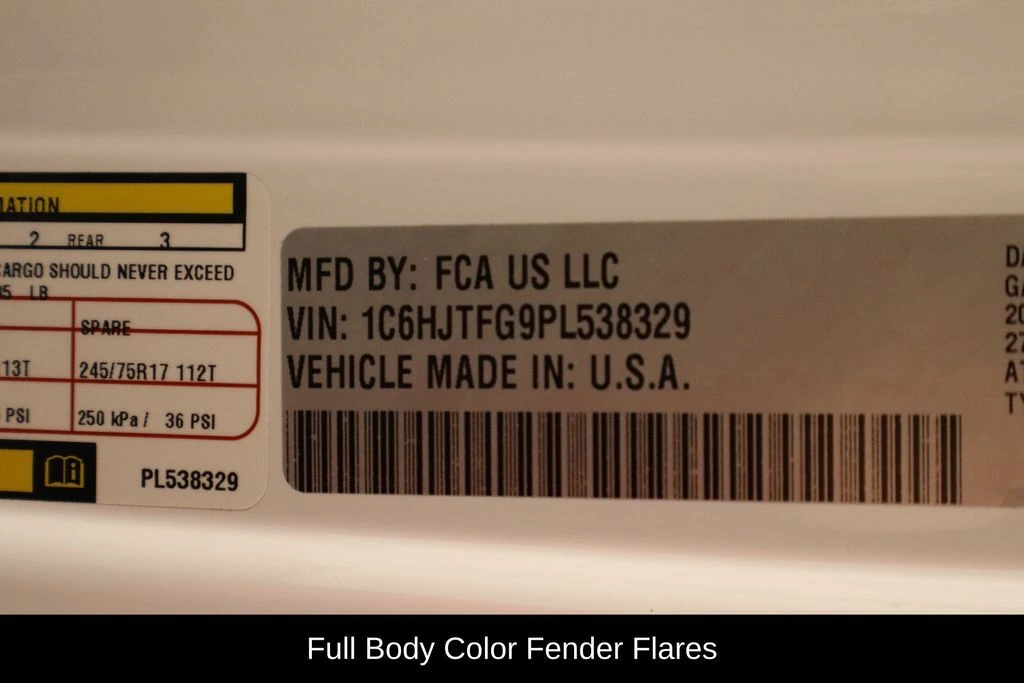 MATION
2 REAR 3
CARGO SHOULD NEVER EXCEED
LB
SPARE
13T 245/75R17 112T
PSI 250 kPa / 36 PSI
PL538329
MFD BY: FCA US LLC
VIN: 1C6HJTFG9PL538329
VEHICLE MADE IN: U.S.A.
Full Body Color Fender Flares